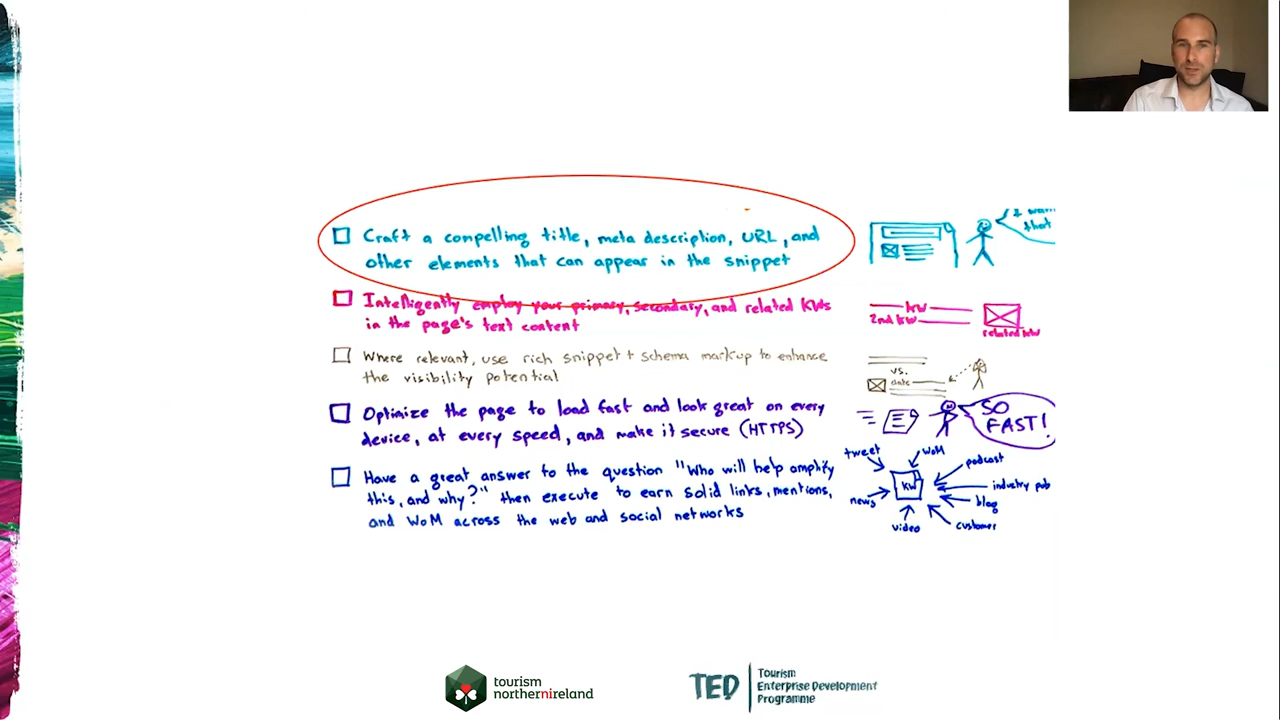 Craft a compelling title, meta description, URL, and
other elements that can appear in the snippet
that
Intelligently employ your primary, secondary, and related KWs
in the page's text content
KW
2nd KW
related KW
Where relevant, use rich snippet + schema markup to enhance
the visibility potential
vs.
date
Optimize the page to load fast and look great on every
device, at every speed, and make it secure (HTTPS)
SO
FAST!
Have a great answer to the question "Who will help amplify
this, and why?" then execute to earn solid links, mentions,
and WoM across the web and social networks
tweet
WoM
podcast
KW
industry pub
news
blog
video
customer
tourism
northernireland
TED
Tourism
Enterprise Development
Programme